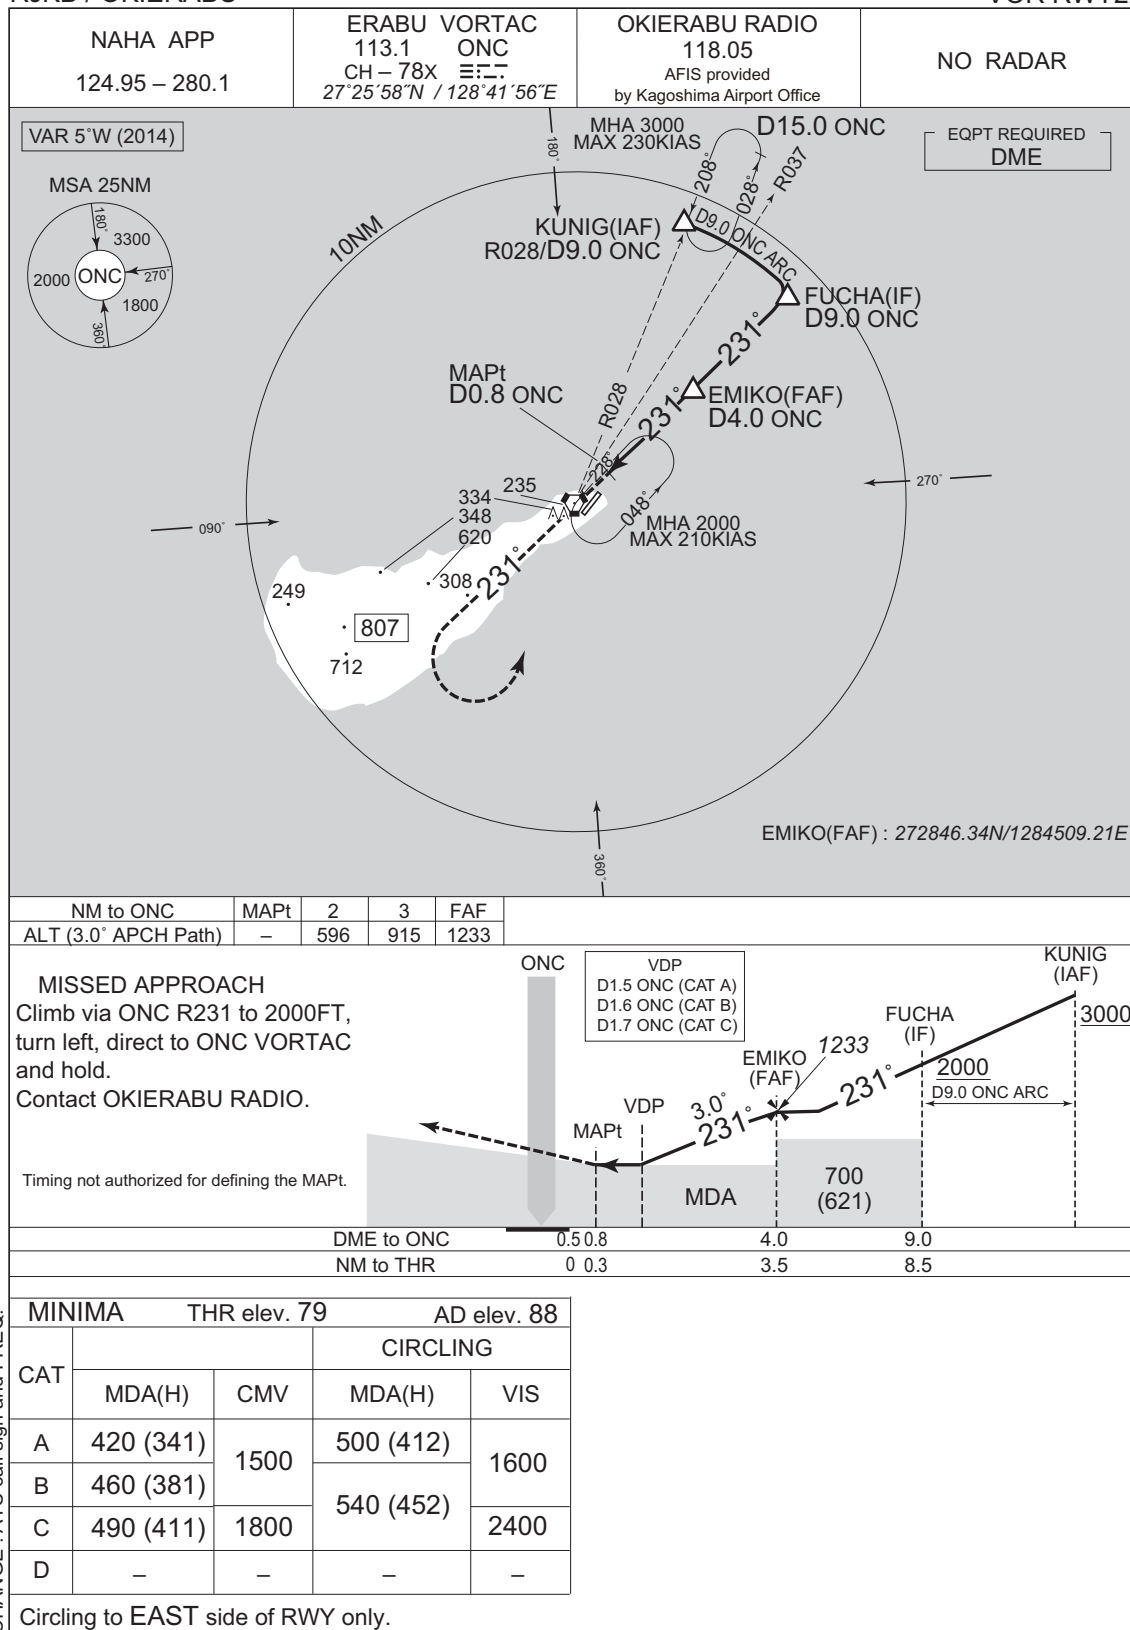 NAHA APP
124.95 – 280.1
ERABU VORTAC
113.1 ONC
CH – 78X
27°25'58"N / 128°41'56"E
OKIERABU RADIO
118.05
AFIS provided
by Kagoshima Airport Office
NO RADAR
VAR 5°W (2014)
MSA 25NM
180°
3300
2000
ONC
270°
1800
360°
10NM
180°
MHA 3000
MAX 230KIAS
D15.0 ONC
EQPT REQUIRED
DME
208°
028°
R037
KUNIG(IAF)
R028/D9.0 ONC
D9.0 ONC ARC
FUCHA(IF)
D9.0 ONC
231°
MAPt
D0.8 ONC
R028
EMIKO(FAF)
D4.0 ONC
231°
228°
048°
MHA 2000
MAX 210KIAS
270°
090°
235
334
348
620
308
231°
249
807
712
360°
EMIKO(FAF) : 272846.34N/1284509.21E
NM to ONC MAPt 2 3 FAF
ALT (3.0° APCH Path) – 596 915 1233
MISSED APPROACH
Climb via ONC R231 to 2000FT,
turn left, direct to ONC VORTAC
and hold.
Contact OKIERABU RADIO.
Timing not authorized for defining the MAPt.
ONC
VDP
D1.5 ONC (CAT A)
D1.6 ONC (CAT B)
D1.7 ONC (CAT C)
KUNIG
(IAF)
3000
FUCHA
(IF)
2000
D9.0 ONC ARC
EMIKO
(FAF)
1233
231°
VDP
3.0°
231°
MAPt
MDA
700
(621)
DME to ONC 0.5 0.8 4.0 9.0
NM to THR 0 0.3 3.5 8.5
MINIMA THR elev. 79 AD elev. 88
CAT
CIRCLING
MDA(H) CMV MDA(H) VIS
A 420 (341) 1500 500 (412) 1600
B 460 (381) 540 (452)
C 490 (411) 1800 2400
D – – – –
Circling to EAST side of RWY only.